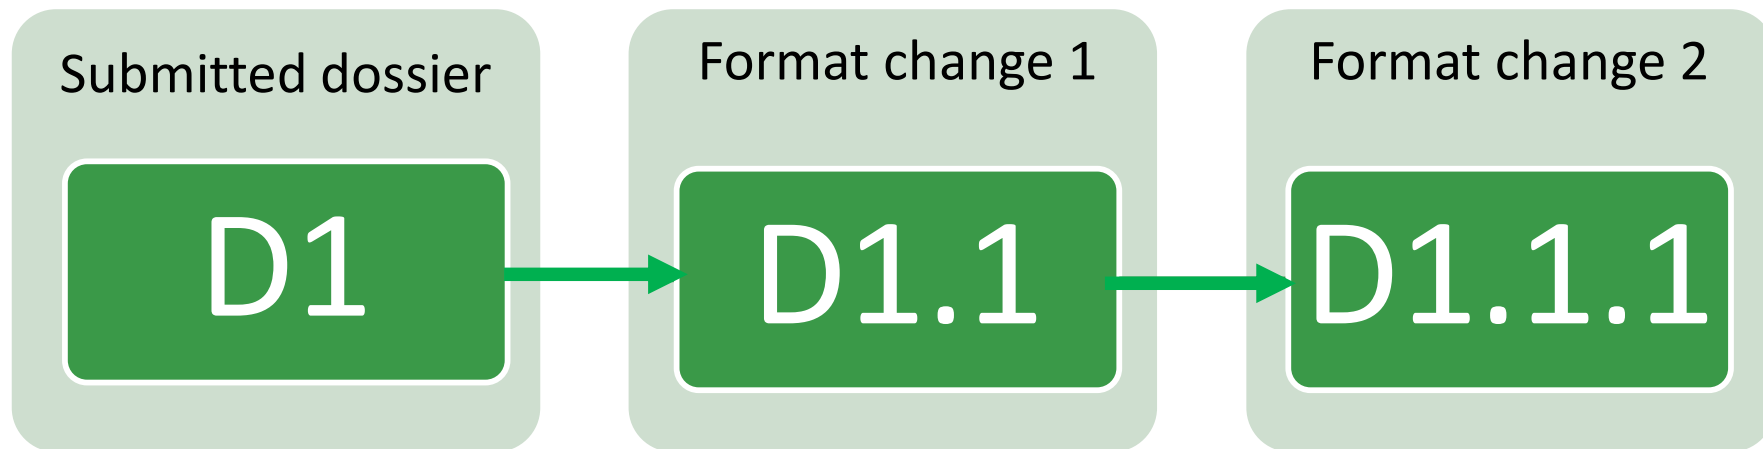 Submitted dossier
D1
Format change 1
D1.1
Format change 2
D1.1.1